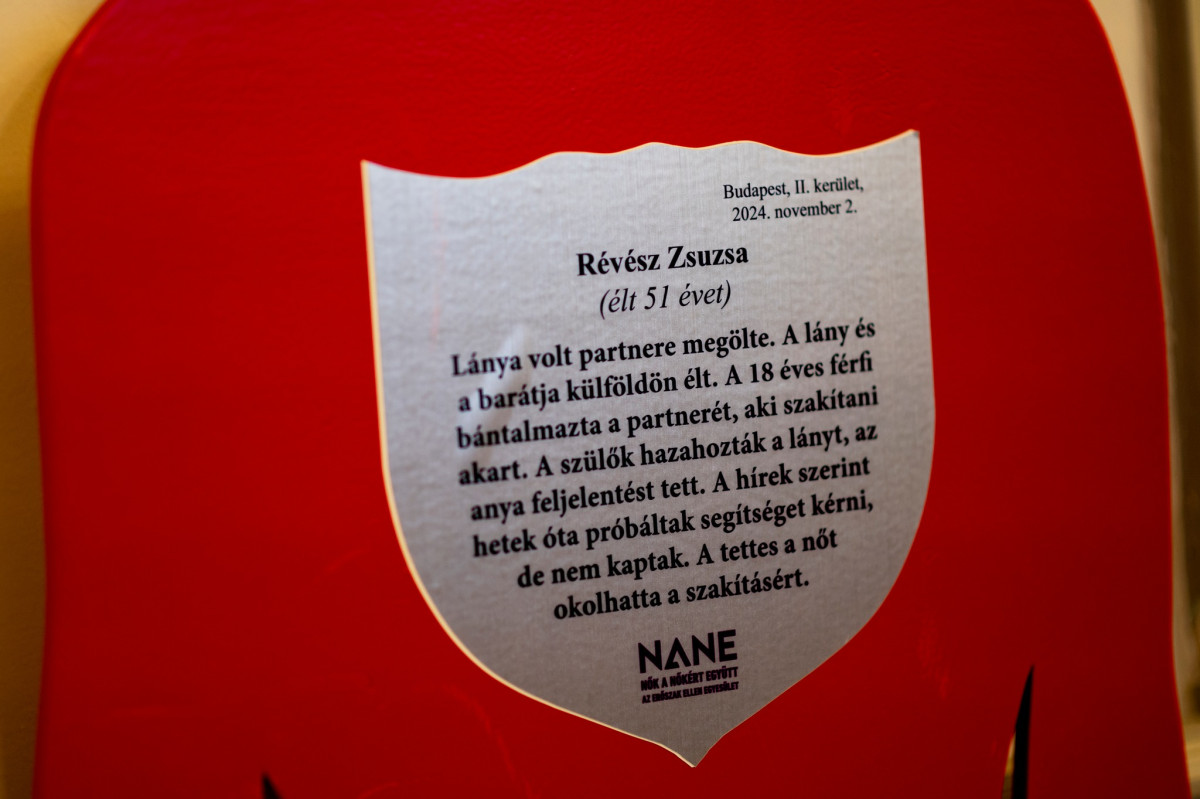 Budapest, II. kerület,
2024. november 2.
Révész Zsuzsa
(élt 51 évet)
Lánya volt partnere megölte. A lány és
a barátja külföldön élt. A 18 éves férfi
bántalmazta a partnerét, aki szakítani
akart. A szülők hazahozták a lányt, az
anya feljelentést tett. A hírek szerint
hetek óta próbáltak segítséget kérni,
de nem kaptak. A tettes a nőt
okolhatta a szakításért.
NANE
NŐK A NŐKÉRT EGYÜTT
AZ ERŐSZAK ELLEN EGYESÜLET